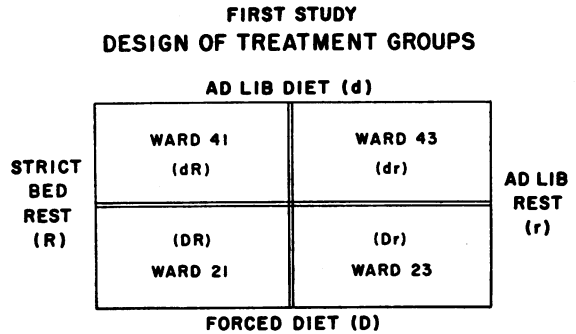 FIRST STUDY
DESIGN OF TREATMENT GROUPS
AD LIB DIET (d)
STRICT
BED
REST
(R)
WARD 41
(dR)
WARD 43
(dr)
(DR)
WARD 21
(Dr)
WARD 23
AD LIB
REST
(r)
FORCED DIET (D)